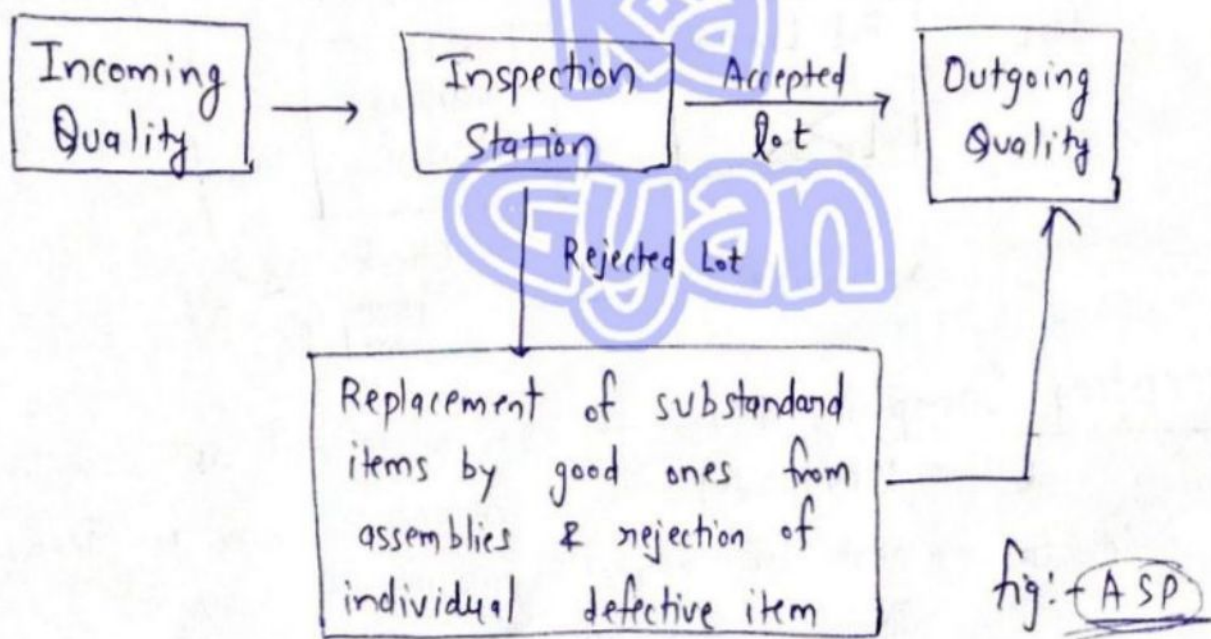 Ka
Gyan
Incoming
Quality
Inspection
Station
Accepted
lot
Outgoing
Quality
Rejected Lot
Replacement of substandard
items by good ones from
assemblies & rejection of
individual defective item
fig:- ASP